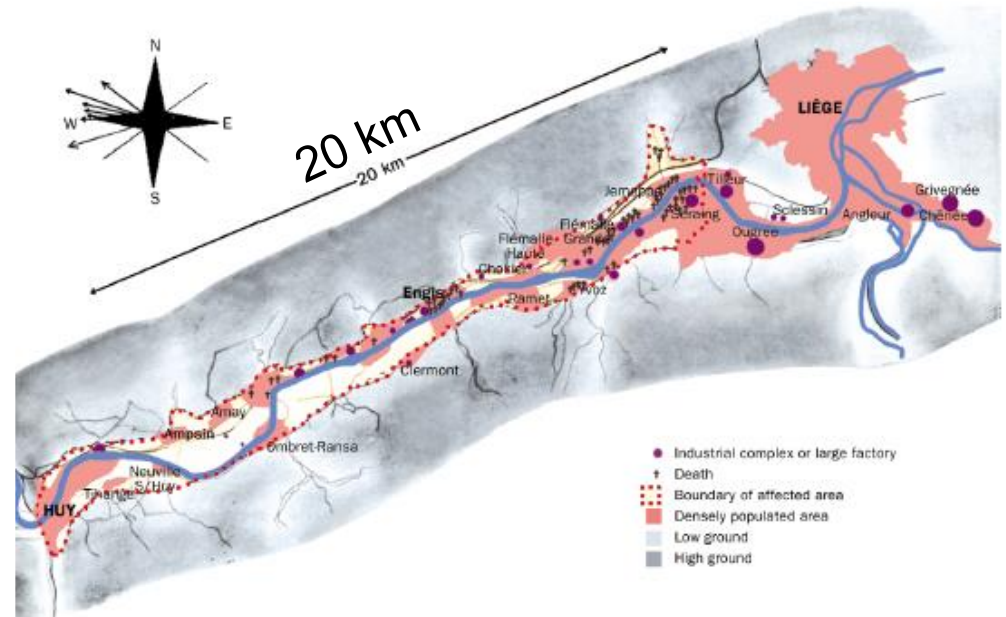 N
W
E
S
20 km
20 km
LIÈGE
Tilleur
Jemeppe
Seraing
Grivegnée
Sclessin
Angleur
Chênée
Ougrée
Flémalle
Grande
Flémalle
Haute
Chokier
Engis
Ramet
Yvoz
Clermont
Amay
Ampsin
Ombret-Ransa
Neuville
S/Huy
Tihange
HUY
Industrial complex or large factory
Death
Boundary of affected area
Densely populated area
Low ground
High ground